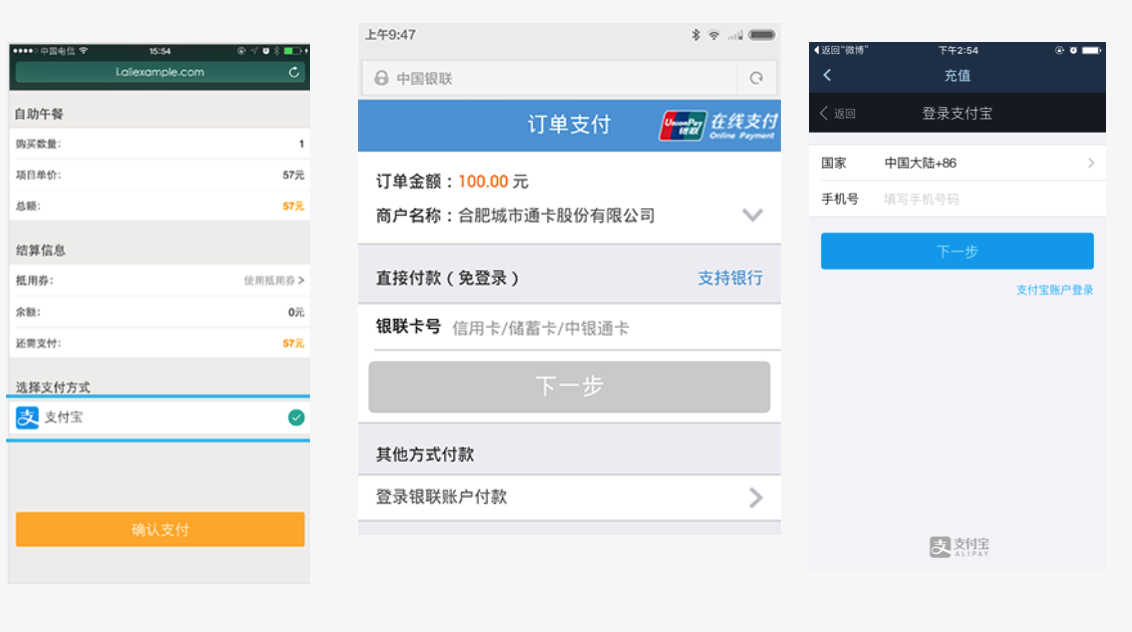 中国电信 15:54
i.aliexample.com
自助午餐
购买数量: 1
项目单价: 57元
总额: 57元
结算信息
抵用券: 使用抵用券 >
余额: 0元
还需支付: 57元
选择支付方式
支 支付宝
确认支付
上午9:47
中国银联
订单支付 UnionPay 银联 在线支付
Online Payment
订单金额：100.00 元
商户名称：合肥城市通卡股份有限公司
直接付款（免登录） 支持银行
银联卡号 信用卡/储蓄卡/中银通卡
下一步
其他方式付款
登录银联账户付款
返回“微博” 下午2:54
充值
返回 登录支付宝
国家 中国大陆+86
手机号 填写手机号码
下一步
支付宝账户登录
支 支付宝
ALIPAY